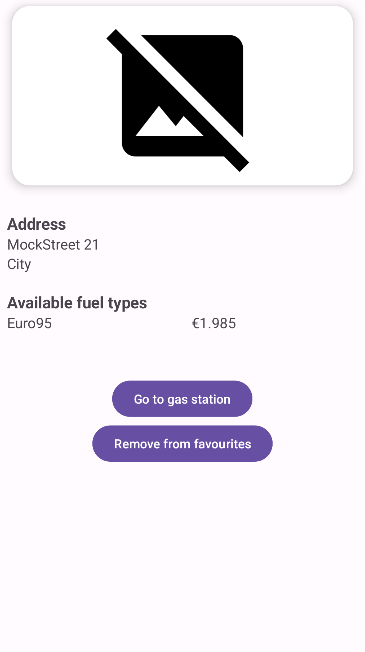 Address
MockStreet 21
City
Available fuel types
Euro95 €1.985
Go to gas station
Remove from favourites